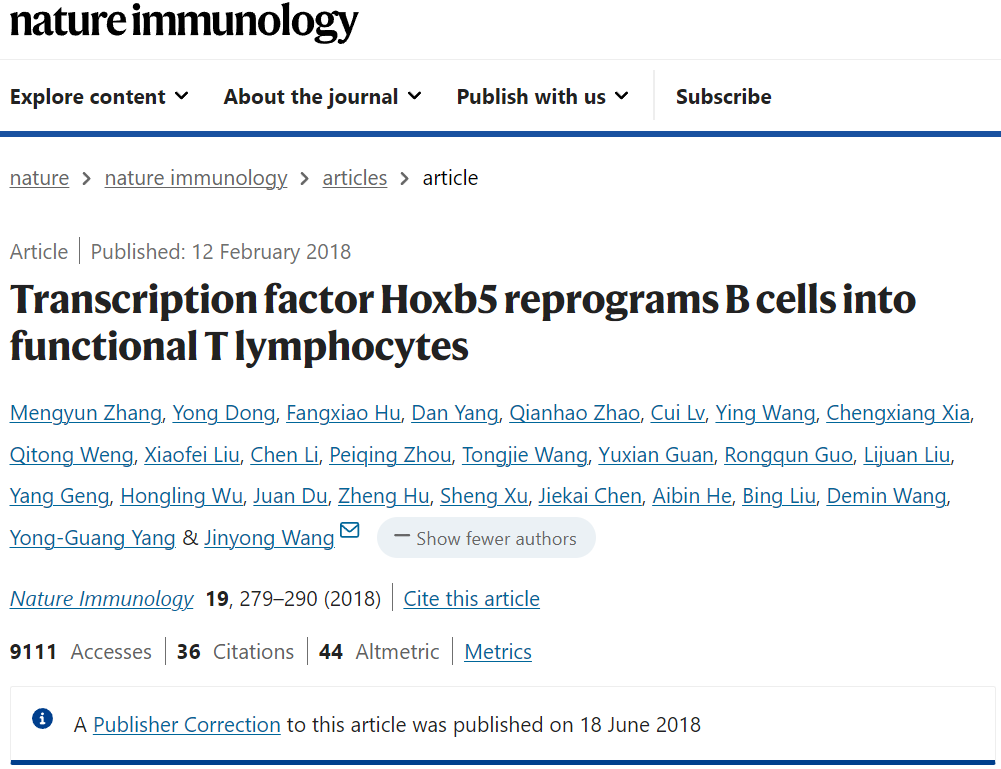 nature immunology
Explore content About the journal Publish with us Subscribe
nature > nature immunology > articles > article
Article Published: 12 February 2018
Transcription factor Hoxb5 reprograms B cells into
functional T lymphocytes
Mengyun Zhang, Yong Dong, Fangxiao Hu, Dan Yang, Qianhao Zhao, Cui Lv, Ying Wang, Chengxiang Xia,
Qitong Weng, Xiaofei Liu, Chen Li, Peiqing Zhou, Tongjie Wang, Yuxian Guan, Rongqun Guo, Lijuan Liu,
Yang Geng, Hongling Wu, Juan Du, Zheng Hu, Sheng Xu, Jiekai Chen, Aibin He, Bing Liu, Demin Wang,
Yong-Guang Yang & Jinyong Wang — Show fewer authors
Nature Immunology 19, 279–290 (2018) Cite this article
9111 Accesses 36 Citations 44 Altmetric Metrics
A Publisher Correction to this article was published on 18 June 2018